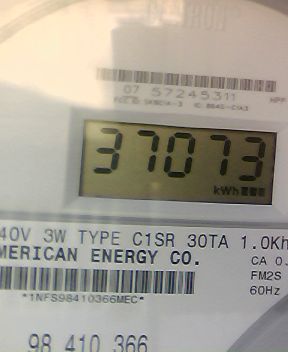 07 57245311
37073
kWh
40V 3W TYPE C1SR 30TA 1.0Kh
MERICAN ENERGY CO.
CA 0.
FM2S
60Hz
*1NFS98410366MEC*
98 410 366